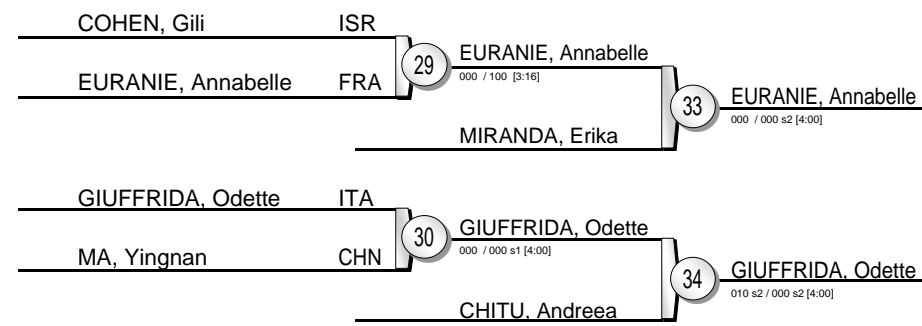 COHEN, Gili ISR
EURANIE, Annabelle FRA
29
EURANIE, Annabelle
000 / 100 [3:16]
MIRANDA, Erika
33
EURANIE, Annabelle
000 / 000 s2 [4:00]
GIUFFRIDA, Odette ITA
MA, Yingnan CHN
30
GIUFFRIDA, Odette
000 / 000 s1 [4:00]
CHITU, Andreea
34
GIUFFRIDA, Odette
010 s2 / 000 s2 [4:00]